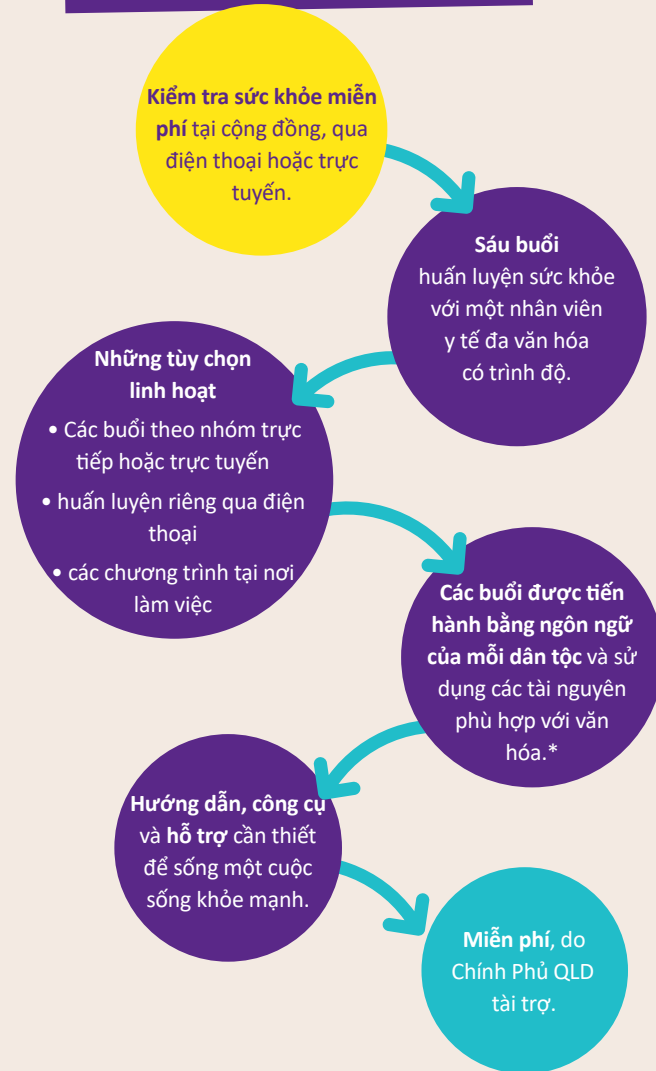 Kiểm tra sức khỏe miễn
phí tại cộng đồng, qua
điện thoại hoặc trực
tuyến.
Sáu buổi
huấn luyện sức khỏe
với một nhân viên
y tế đa văn hóa
có trình độ.
Những tùy chọn
linh hoạt
• Các buổi theo nhóm trực
tiếp hoặc trực tuyến
• huấn luyện riêng qua điện
thoại
• các chương trình tại nơi
làm việc
Các buổi được tiến
hành bằng ngôn ngữ
của mỗi dân tộc và sử
dụng các tài nguyên
phù hợp với văn
hóa.*
Hướng dẫn, công cụ
và hỗ trợ cần thiết
để sống một cuộc
sống khỏe mạnh.
Miễn phí, do
Chính Phủ QLD
tài trợ.